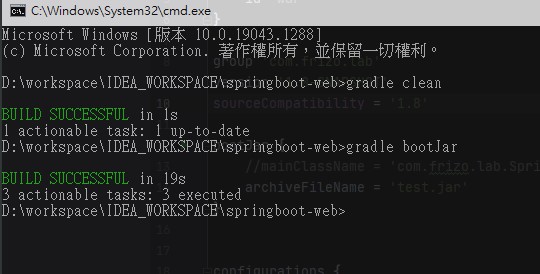 C:\Windows\System32\cmd.exe
Microsoft Windows [版本 10.0.19043.1288]
(c) Microsoft Corporation. 著作權所有，並保留一切權利。
group 'com.frizo.lab'
D:\workspace\IDEA_WORKSPACE\springboot-web>gradle clean
10 sourceCompatibility = '1.8'
BUILD SUCCESSFUL in 1s
1 actionable task: 1 up-to-date
D:\workspace\IDEA_WORKSPACE\springboot-web>gradle bootJar
//mainClassName = 'com.frizo.lab.Spri
BUILD SUCCESSFUL in 19s
archiveFileName = 'test.jar'
3 actionable tasks: 3 executed
D:\workspace\IDEA_WORKSPACE\springboot-web>
18 configurations {